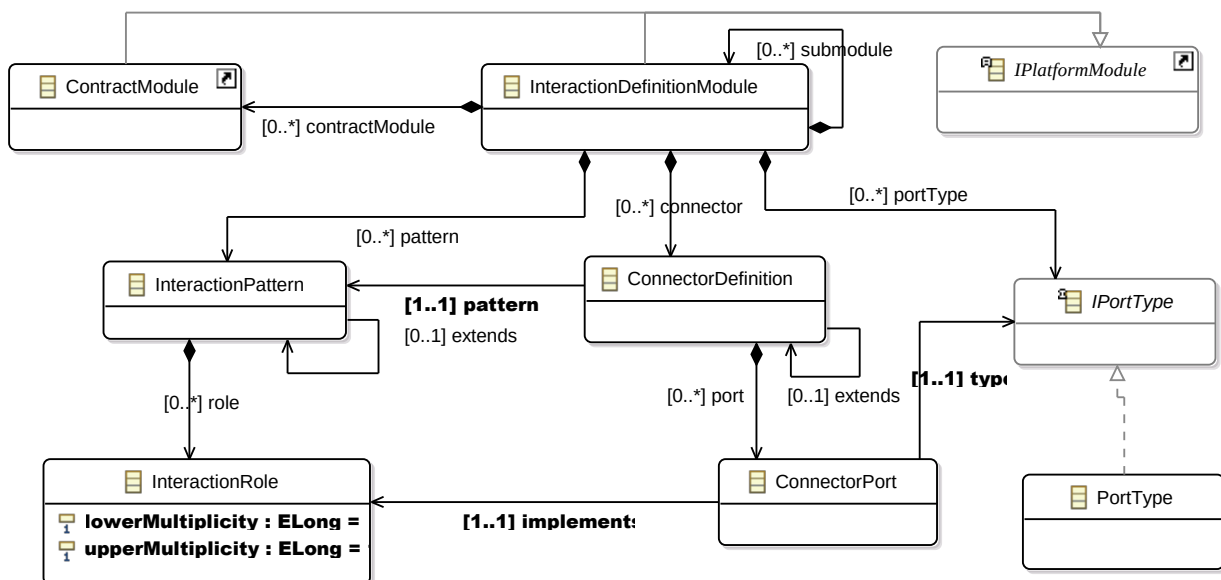 [0..*] submodule
ContractModule
InteractionDefinitionModule
IPlatformModule
[0..*] contractModule
[0..*] connector
[0..*] portType
[0..*] pattern
InteractionPattern
ConnectorDefinition
[1..1] pattern
IPortType
[0..1] extends
[1..1] type
[0..*] role
[0..*] port
[0..1] extends
InteractionRole
ConnectorPort
PortType
lowerMultiplicity : ELong =
[1..1] implements
upperMultiplicity : ELong =